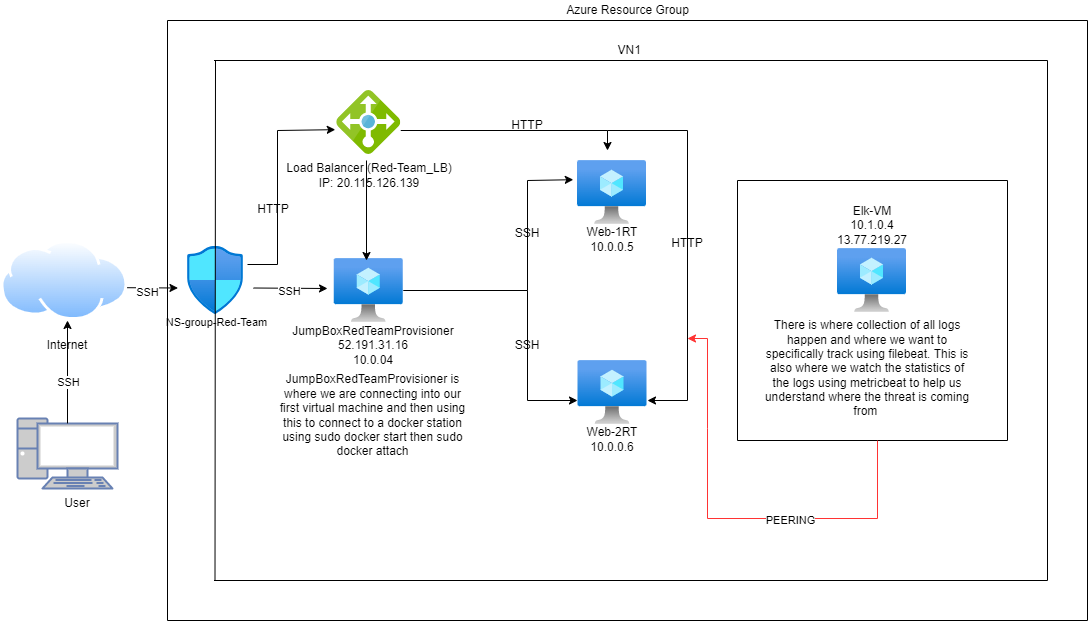 Azure Resource Group
VN1
HTTP
Load Balancer (Red-Team_LB)
IP: 20.115.126.139
HTTP
SSH
Web-1RT
10.0.0.5
HTTP
Elk-VM
10.1.0.4
13.77.219.27
SSH
SSH
NS-group-Red-Team
Internet
JumpBoxRedTeamProvisioner
52.191.31.16
10.0.04
SSH
There is where collection of all logs
happen and where we want to
specifically track using filebeat. This is
also where we watch the statistics of
the logs using metricbeat to help us
understand where the threat is coming
from
SSH
JumpBoxRedTeamProvisioner is
where we are connecting into our
first virtual machine and then using
this to connect to a docker station
using sudo docker start then sudo
docker attach
Web-2RT
10.0.0.6
User
PEERING